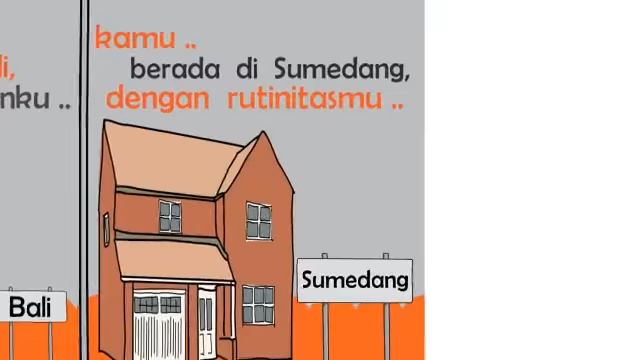 kamu ..
berada di Sumedang,
dengan rutinitasmu ..
Sumedang
Bali